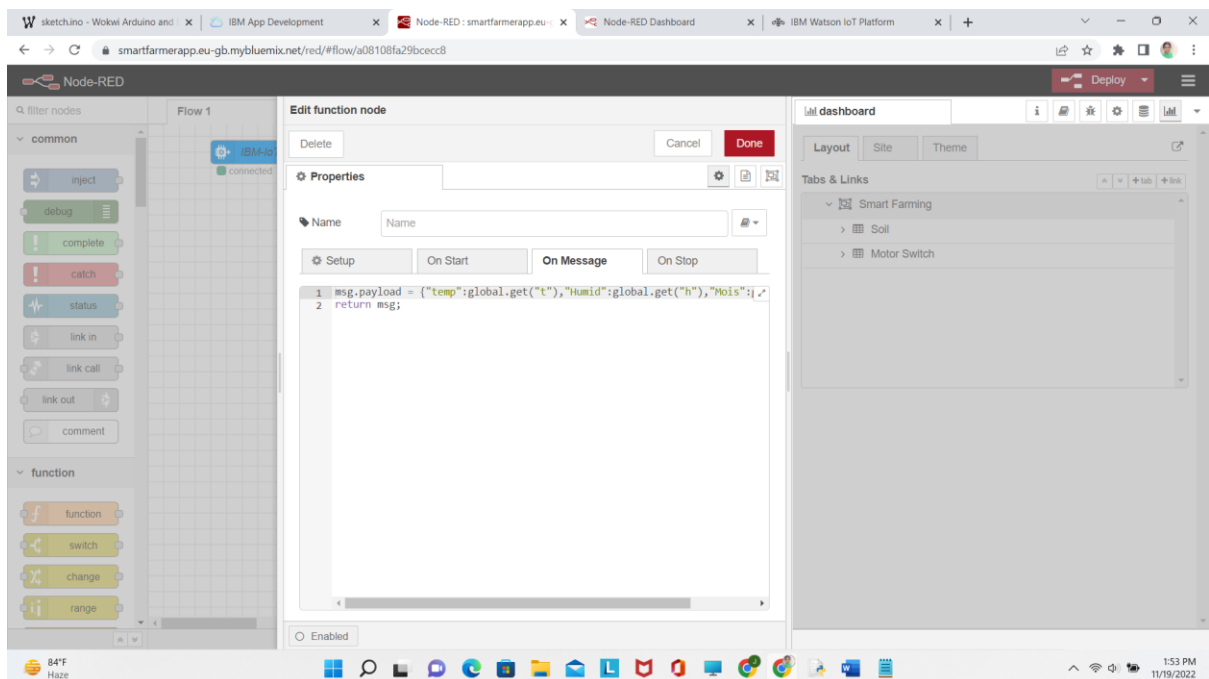 sketch.ino - Wokwi Arduino and
IBM App Development
Node-RED : smartfarmerapp.eu-g
Node-RED Dashboard
IBM Watson IoT Platform
smartfarmerapp.eu-gb.mybluemix.net/red/#flow/a08108fa29bcecc8
Node-RED
Deploy
filter nodes
Flow 1
Edit function node
dashboard
common
Delete
Cancel
Done
IBM-IoT
connected
Layout
Site
Theme
inject
Properties
Tabs & Links
+tab
+link
debug
Name
Name
Smart Farming
Soil
complete
Setup
On Start
On Message
On Stop
Motor Switch
catch
1 msg.payload = {"temp":global.get("t"),"Humid":global.get("h"),"Mois":
2 return msg;
status
link in
link call
link out
comment
function
function
switch
change
range
Enabled
84°F
Haze
1:53 PM
11/19/2022